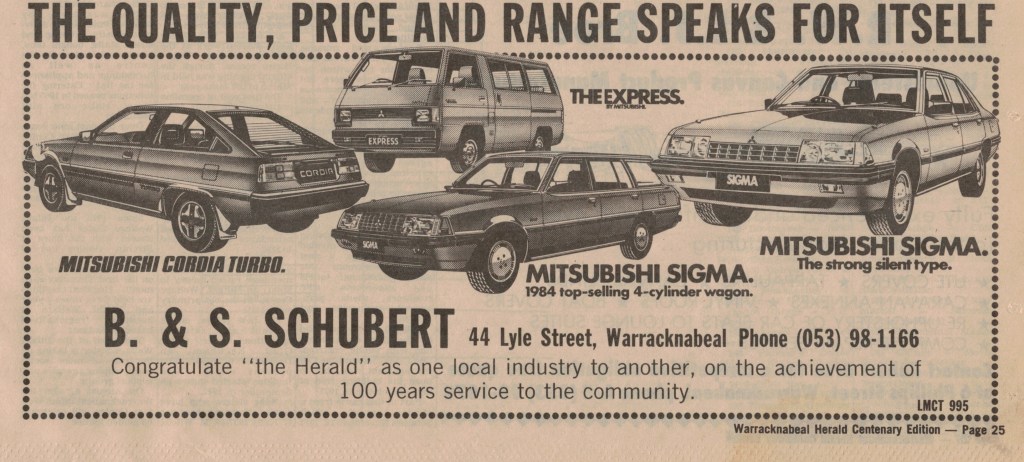 THE QUALITY, PRICE AND RANGE SPEAKS FOR ITSELF
THE EXPRESS.
BY MITSUBISHI.
EXPRESS
CORDIA
SIGMA
SIGMA
MITSUBISHI CORDIA TURBO.
MITSUBISHI SIGMA.
1984 top-selling 4-cylinder wagon.
MITSUBISHI SIGMA.
The strong silent type.
B. & S. SCHUBERT 44 Lyle Street, Warracknabeal Phone (053) 98-1166
Congratulate "the Herald" as one local industry to another, on the achievement of
100 years service to the community.
LMCT 995
Warracknabeal Herald Centenary Edition — Page 25